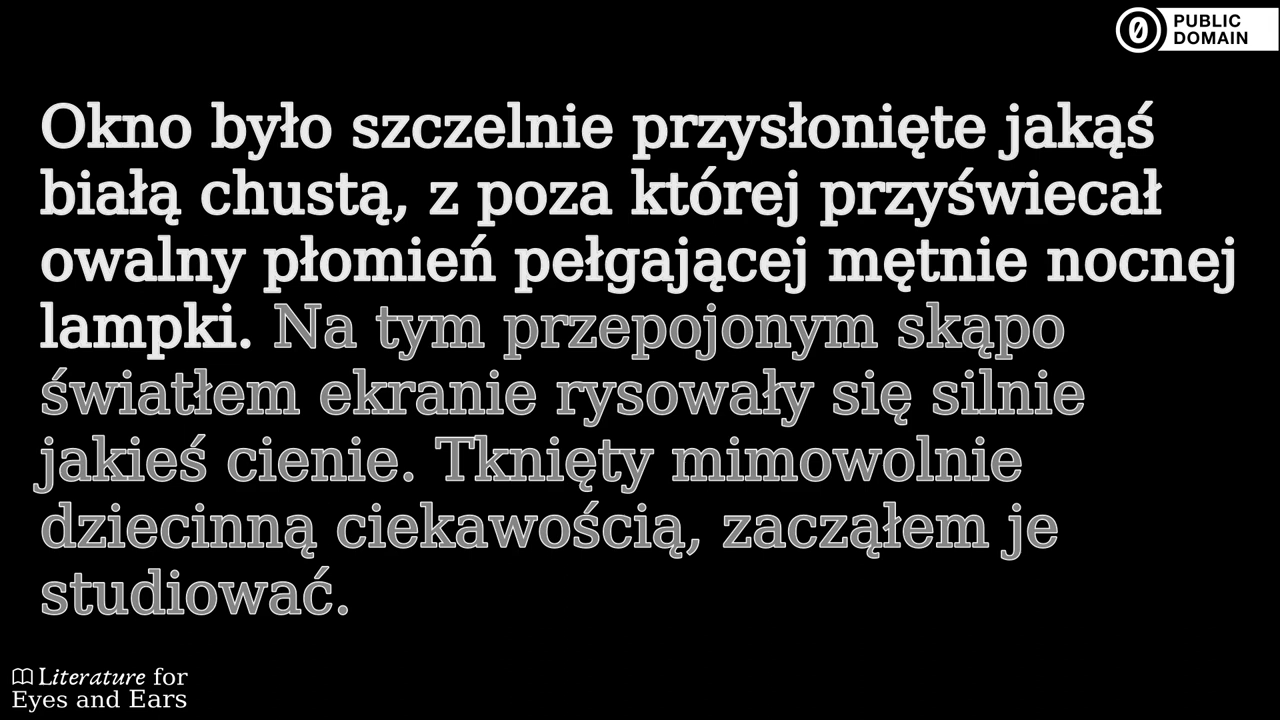 PUBLIC
DOMAIN
Okno było szczelnie przysłonięte jakąś
białą chustą, z poza której przyświecał
owalny płomień pełgającej mętnie nocnej
lampki. Na tym przepojonym skąpo
światłem ekranie rysowały się silnie
jakieś cienie. Tknięty mimowolnie
dziecinną ciekawością, zacząłem je
studiować.
Literature for
Eyes and Ears